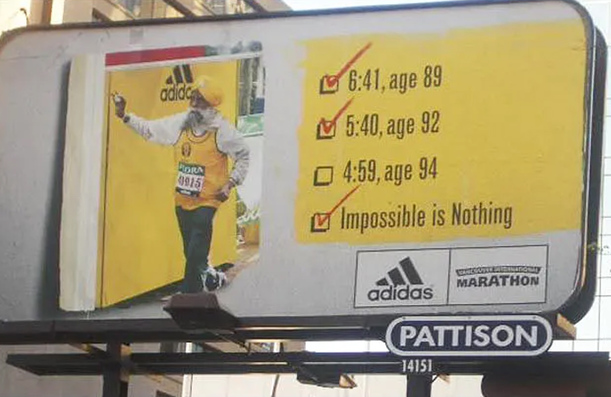 adidas
FLORA
6:41, age 89
5:40, age 92
4:59, age 94
Impossible is Nothing
adidas
VANCOUVER INTERNATIONAL
MARATHON
PATTISON
14151